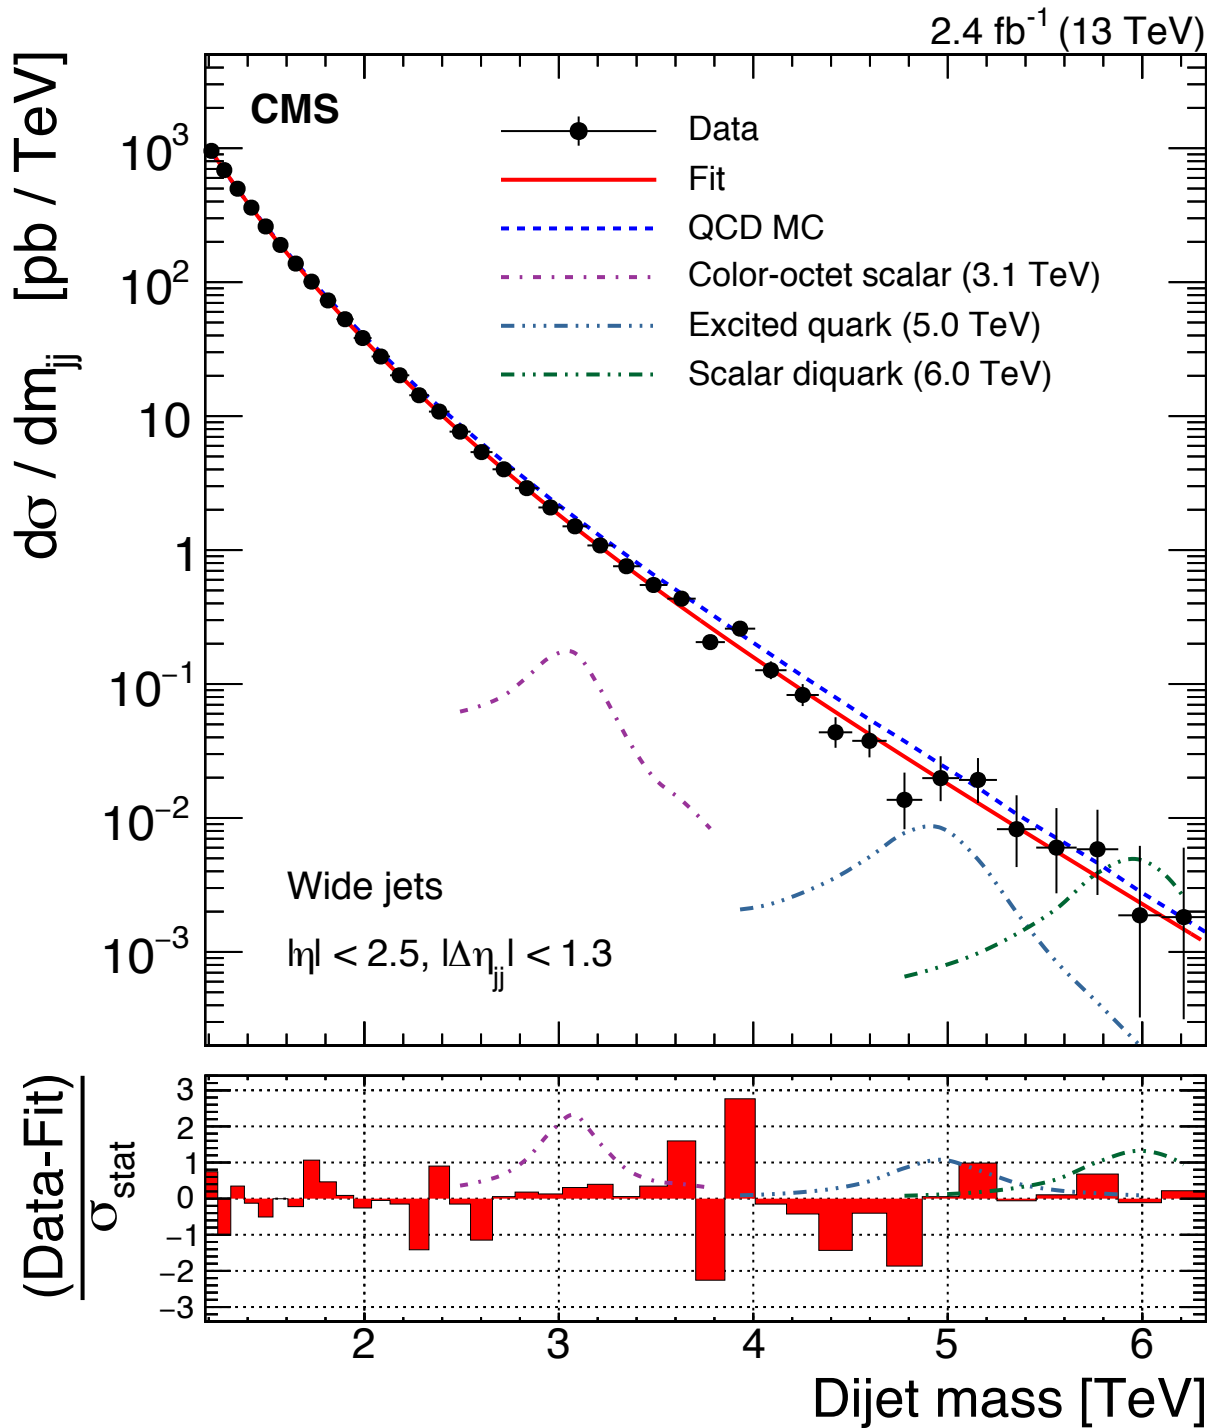 2.4 fb⁻¹ (13 TeV)
CMS
Data
Fit
QCD MC
Color-octet scalar (3.1 TeV)
Excited quark (5.0 TeV)
Scalar diquark (6.0 TeV)
dσ / dm_jj [pb / TeV]
10³
10²
10
1
10⁻¹
10⁻²
10⁻³
Wide jets
|η| < 2.5, |Δη_jj| < 1.3
(Data-Fit)
σ_stat
3
2
1
0
−1
−2
−3
2 3 4 5 6
Dijet mass [TeV]